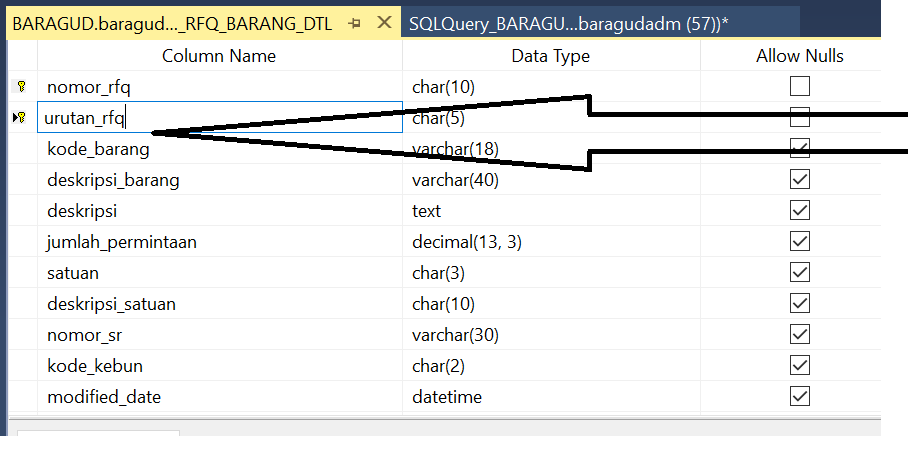 BARAGUD.baragud..._RFQ_BARANG_DTL SQLQuery_BARAGU...baragudadm (57))*
Column Name Data Type Allow Nulls
nomor_rfq char(10)
urutan_rfq char(5)
kode_barang varchar(18)
deskripsi_barang varchar(40)
deskripsi text
jumlah_permintaan decimal(13, 3)
satuan char(3)
deskripsi_satuan char(10)
nomor_sr varchar(30)
kode_kebun char(2)
modified_date datetime